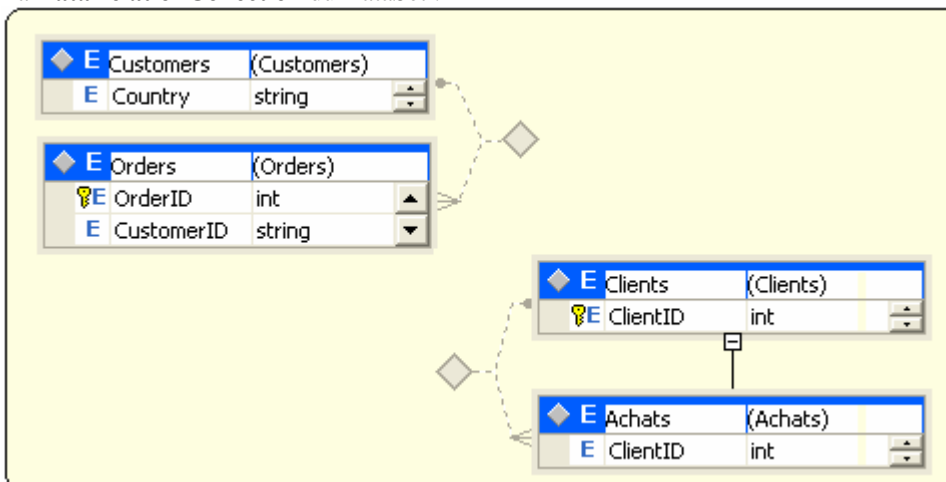 E Customers (Customers)
E Country string
E Orders (Orders)
E OrderID int
E CustomerID string
E Clients (Clients)
E ClientID int
E Achats (Achats)
E ClientID int